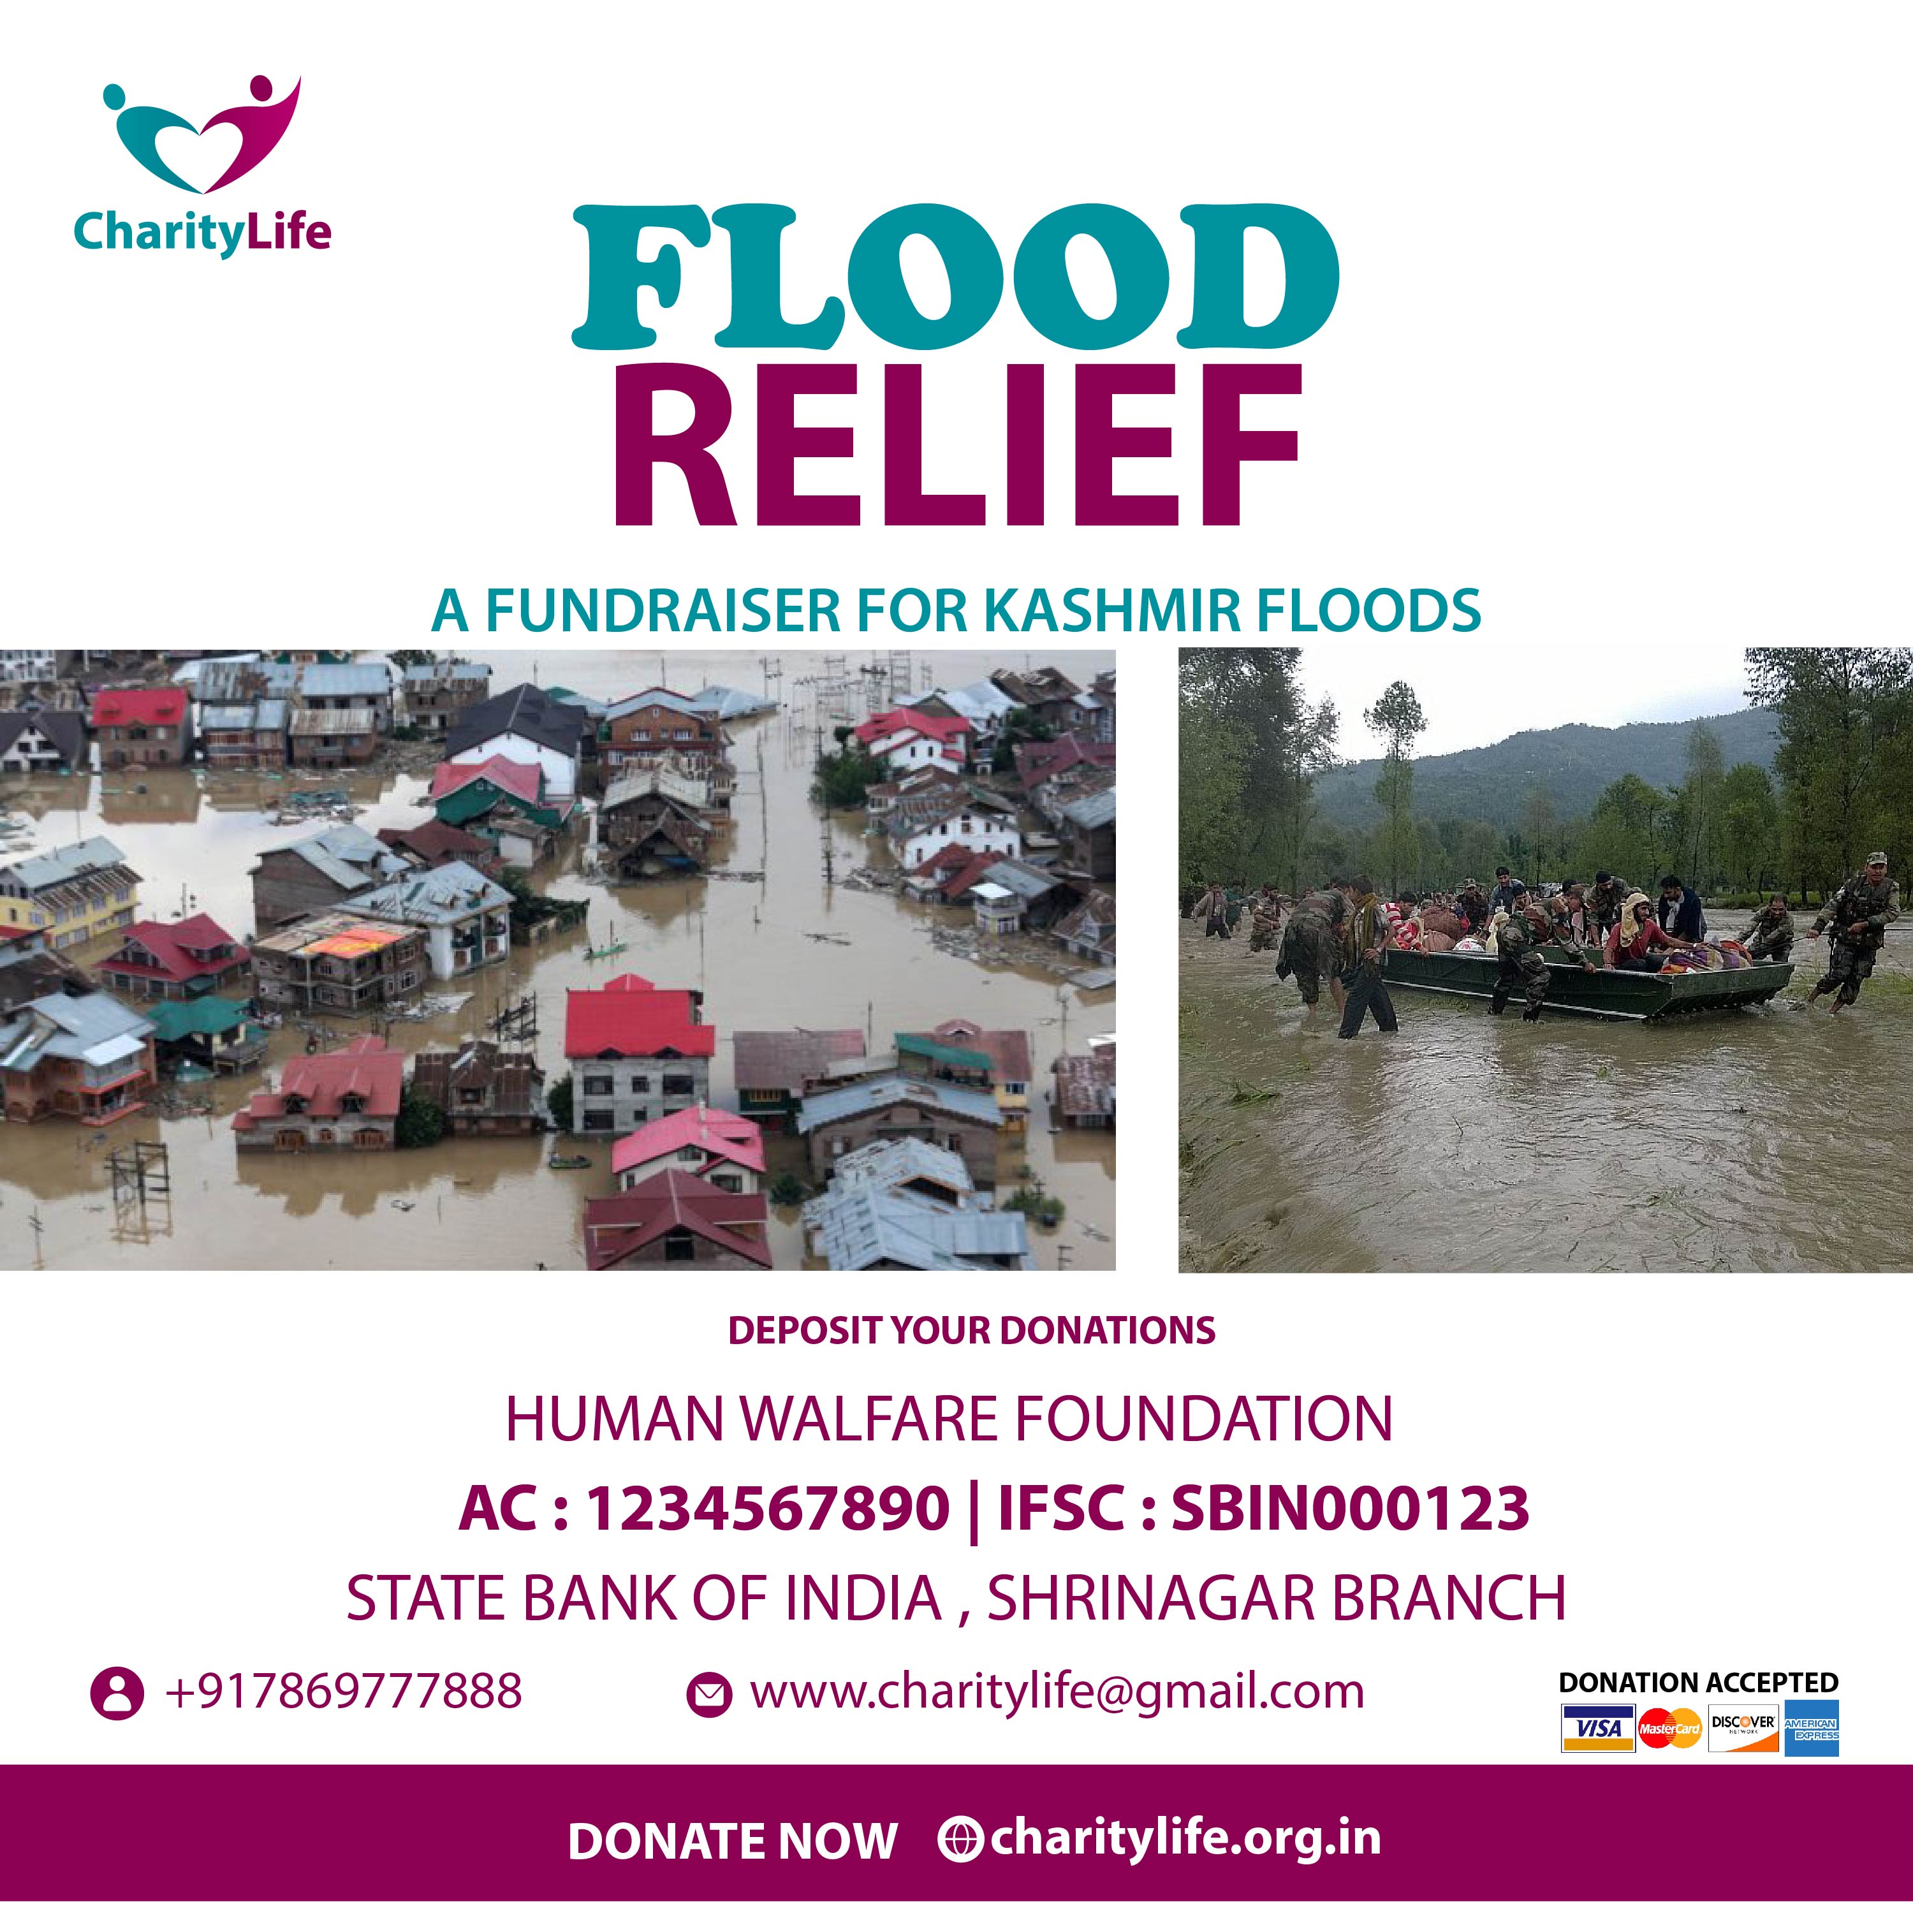 CharityLife
FLOOD
RELIEF
A FUNDRAISER FOR KASHMIR FLOODS
DEPOSIT YOUR DONATIONS
HUMAN WALFARE FOUNDATION
AC : 1234567890 | IFSC : SBIN000123
STATE BANK OF INDIA , SHRINAGAR BRANCH
+917869777888
www.charitylife@gmail.com
DONATION ACCEPTED
VISA
MasterCard
DISCOVER
NETWORK
AMERICAN
EXPRESS
DONATE NOW charitylife.org.in